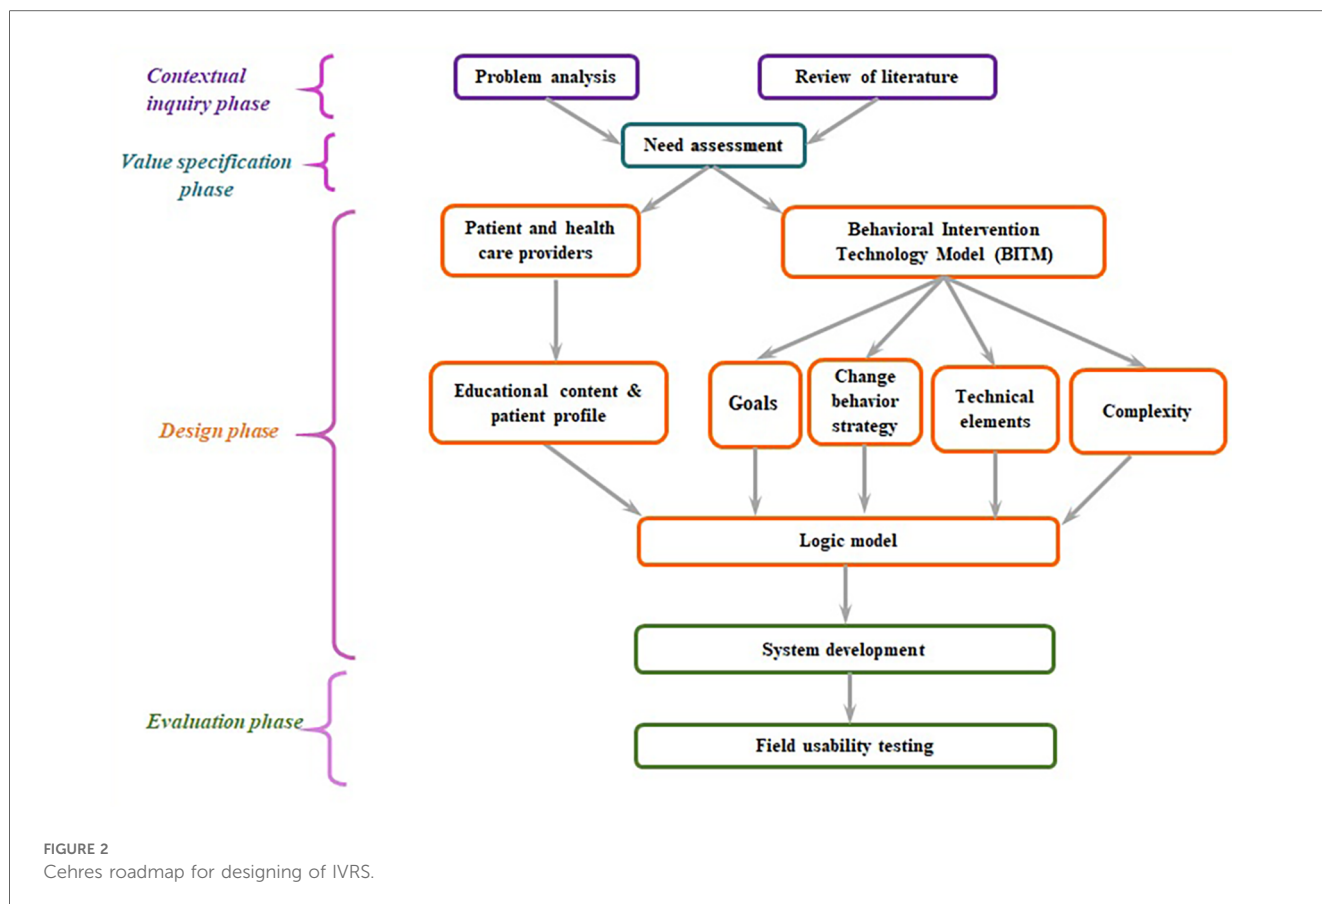 Contextual
inquiry phase
Problem analysis
Review of literature
Value specification
phase
Need assessment
Patient and health
care providers
Behavioral Intervention
Technology Model (BITM)
Design phase
Educational content &
patient profile
Goals
Change
behavior
strategy
Technical
elements
Complexity
Logic model
System development
Evaluation phase
Field usability testing
FIGURE 2
Cehres roadmap for designing of IVRS.